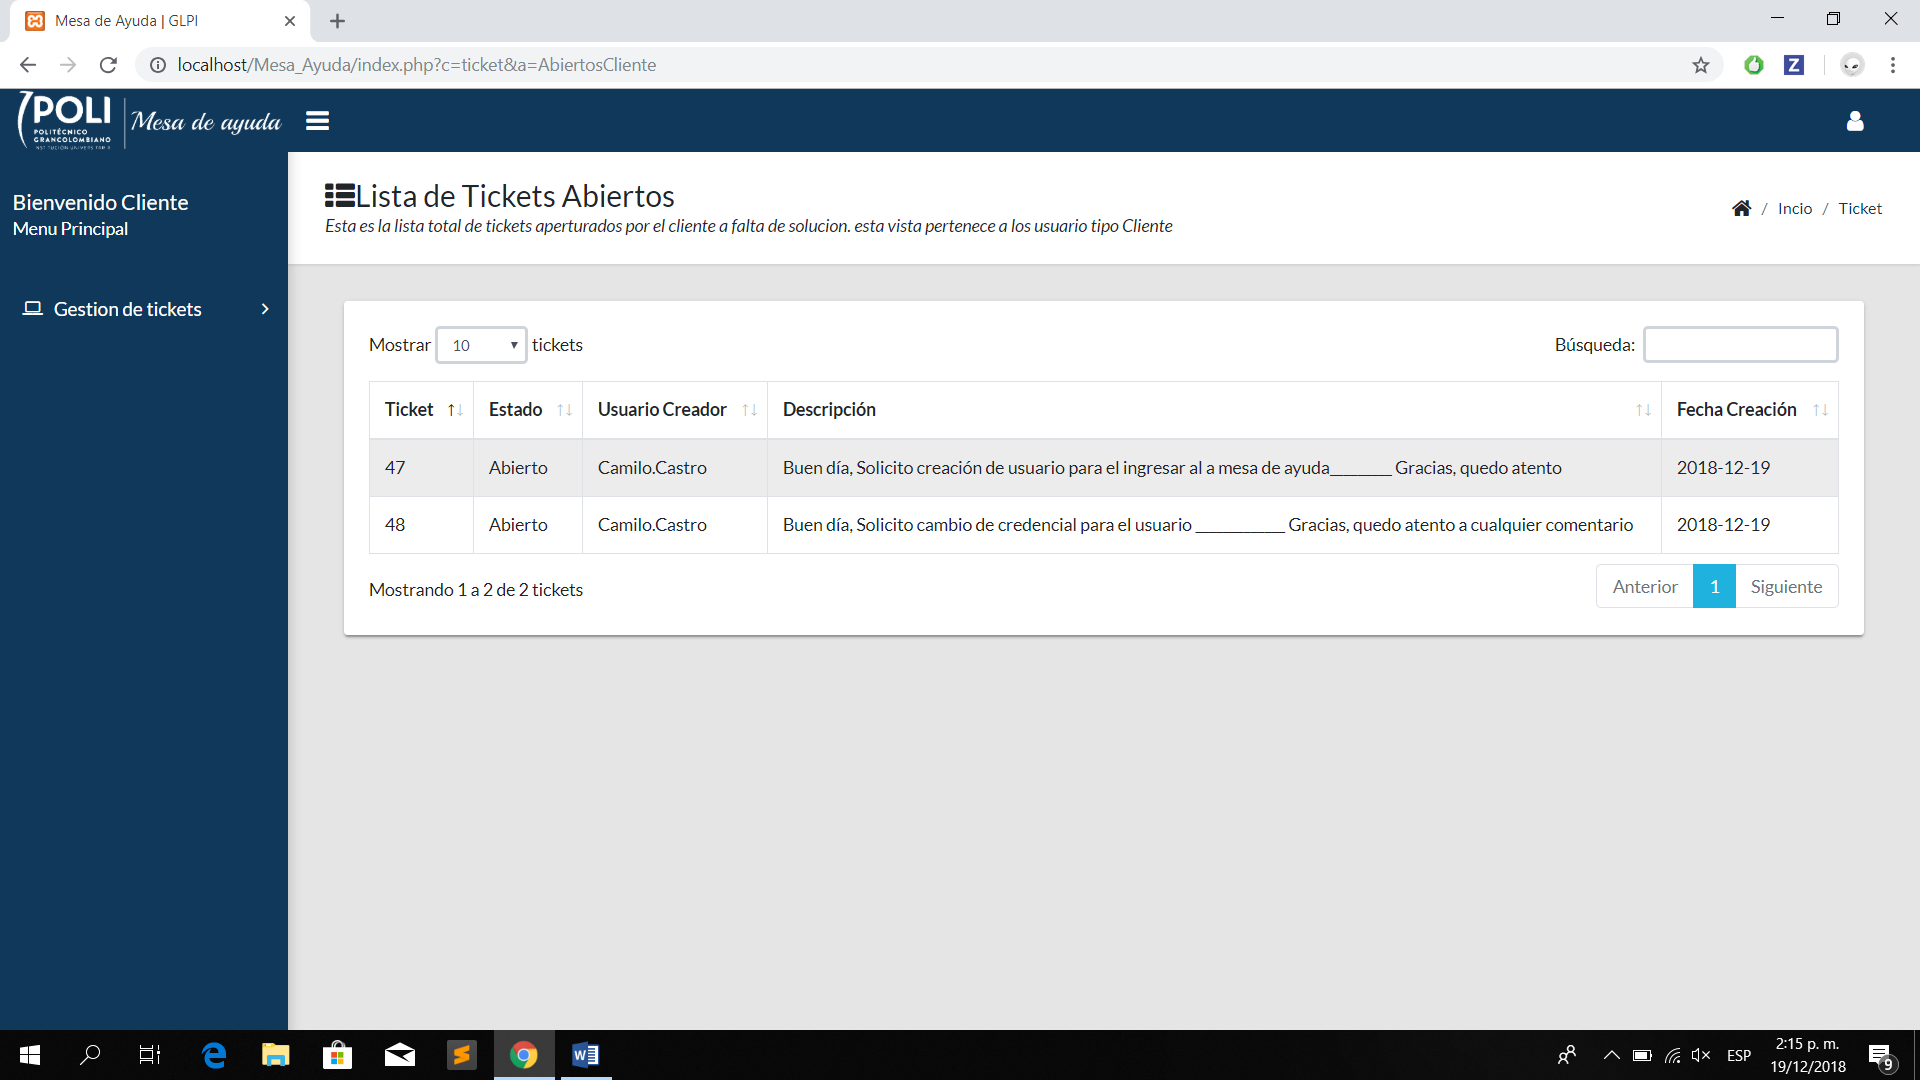 Mesa de Ayuda | GLPI
localhost/Mesa_Ayuda/index.php?c=ticket&a=AbiertosCliente
POLI
POLITÉCNICO
GRANCOLOMBIANO
Mesa de ayuda
Bienvenido Cliente
Menu Principal
Gestion de tickets
Lista de Tickets Abiertos
Esta es la lista total de tickets aperturados por el cliente a falta de solucion. esta vista pertenece a los usuario tipo Cliente
/ Incio / Ticket
Mostrar 10 tickets
Búsqueda:
Ticket Estado Usuario Creador Descripción Fecha Creación
47 Abierto Camilo.Castro Buen día, Solicito creación de usuario para el ingresar al a mesa de ayuda_______ Gracias, quedo atento 2018-12-19
48 Abierto Camilo.Castro Buen día, Solicito cambio de credencial para el usuario __________ Gracias, quedo atento a cualquier comentario 2018-12-19
Mostrando 1 a 2 de 2 tickets
Anterior 1 Siguiente
ESP
2:15 p. m.
19/12/2018
9